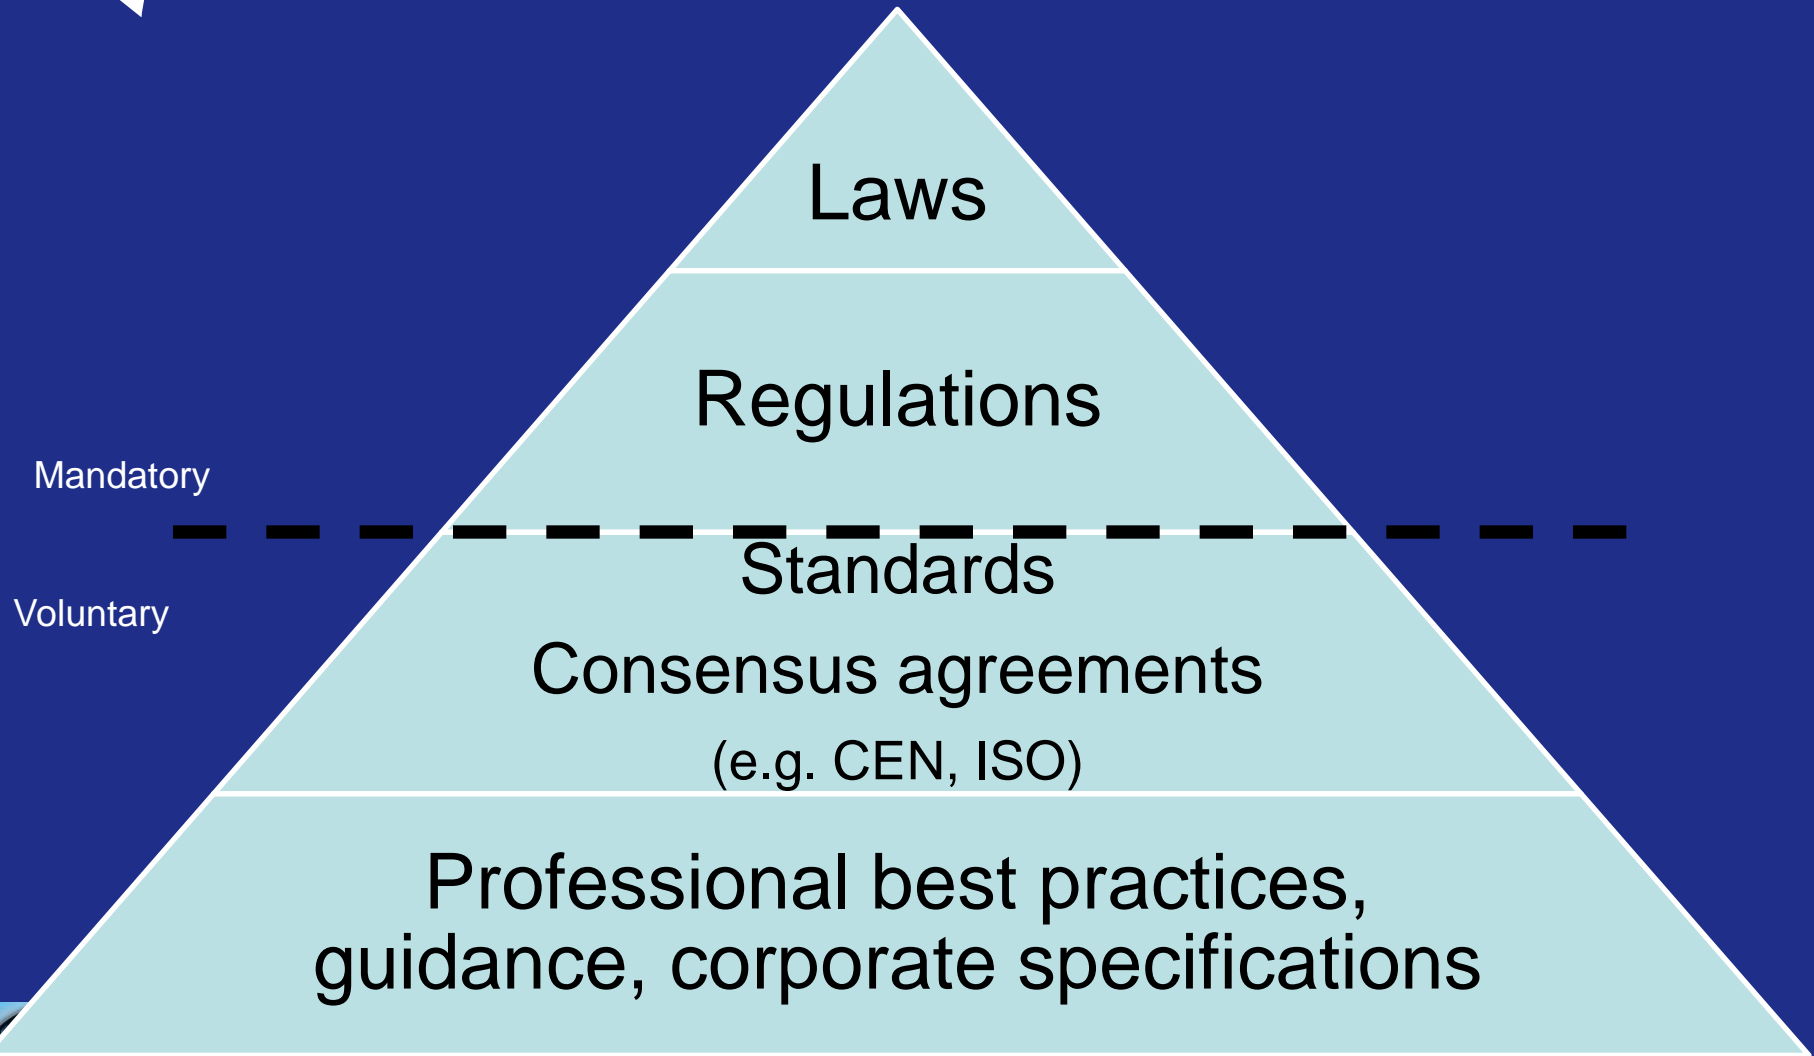 Laws
Regulations
Mandatory
Standards
Voluntary
Consensus agreements
(e.g. CEN, ISO)
Professional best practices,
guidance, corporate specifications